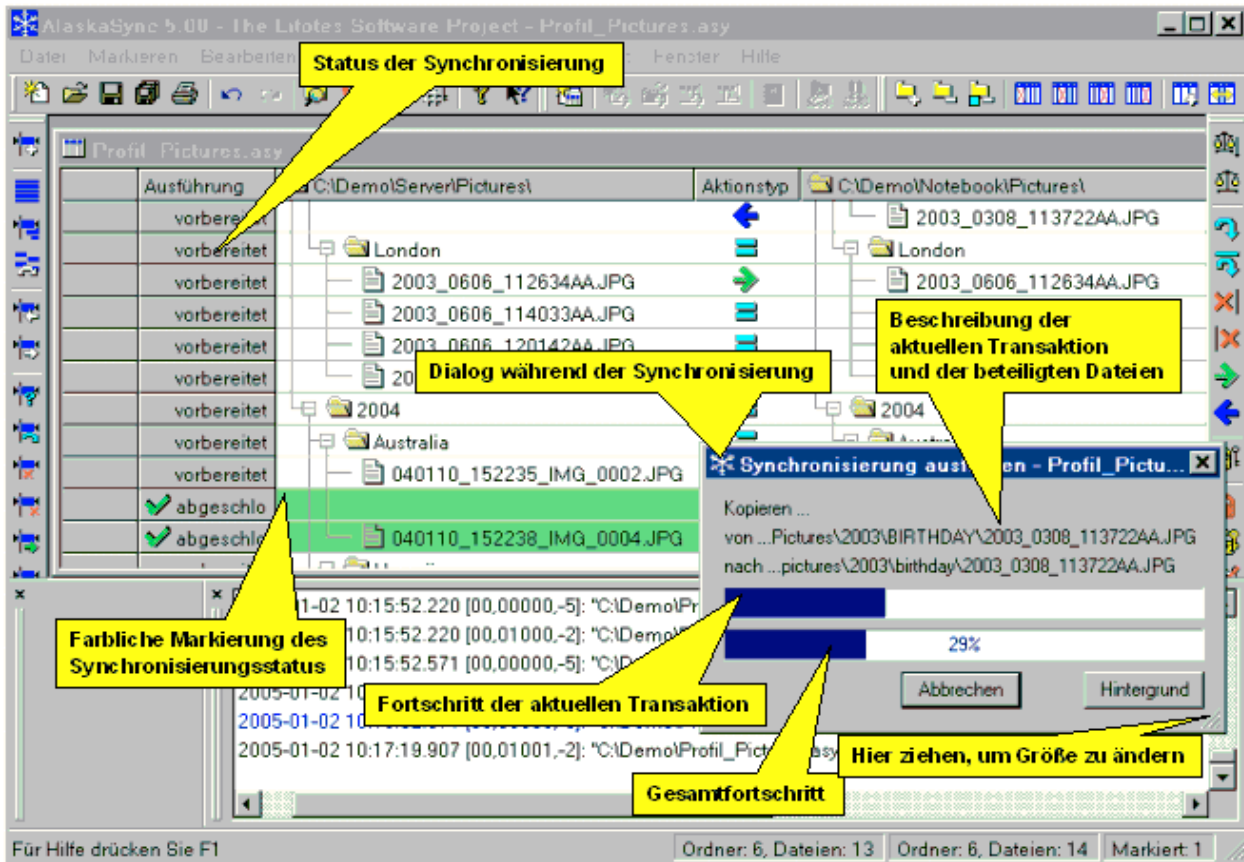 AlaskaSync 5.00 - The Lifotes Software Project - Profil_Pictures.asy
Datei Markieren Bearbeiten Fenster Hilfe
Status der Synchronisierung
Profil_Pictures.asy
Ausführung C:\Demo\Server\Pictures\ Aktionstyp C:\Demo\Notebook\Pictures\
vorbereitet 2003_0308_113722AA.JPG
vorbereitet London London
vorbereitet 2003_0606_112634AA.JPG 2003_0606_112634AA.JPG
vorbereitet 2003_0606_114033AA.JPG
vorbereitet 2003_0606_120142AA.JPG
vorbereitet 20
vorbereitet 2004 2004
vorbereitet Australia
vorbereitet 040110_152235_IMG_0002.JPG
abgeschlo
abgeschlo 040110_152238_IMG_0004.JPG
Beschreibung der
aktuellen Transaktion
und der beteiligten Dateien
Dialog während der Synchronisierung
Synchronisierung ausführen - Profil_Pictu...
Kopieren ...
von ...Pictures\2003\BIRTHDAY\2003_0308_113722AA.JPG
nach ...pictures\2003\birthday\2003_0308_113722AA.JPG
29%
Abbrechen Hintergrund
Farbliche Markierung des
Synchronisierungsstatus
-01-02 10:15:52.220 [00,00000,-5]: "C:\Demo\Pr
10:15:52.220 [00,01000,-2]: "C:\Demo\
10:15:52.571 [00,00000,-5]: "C:\Demo
2005-01-02 10
2005-01-02 10
2005-01-02 10:17:19.907 [00,01001,-2]: "C:\Demo\Profil_Pictu asy
Fortschritt der aktuellen Transaktion
Hier ziehen, um Größe zu ändern
Gesamtfortschritt
Für Hilfe drücken Sie F1 Ordner: 6, Dateien: 13 Ordner: 6, Dateien: 14 Markiert: 1